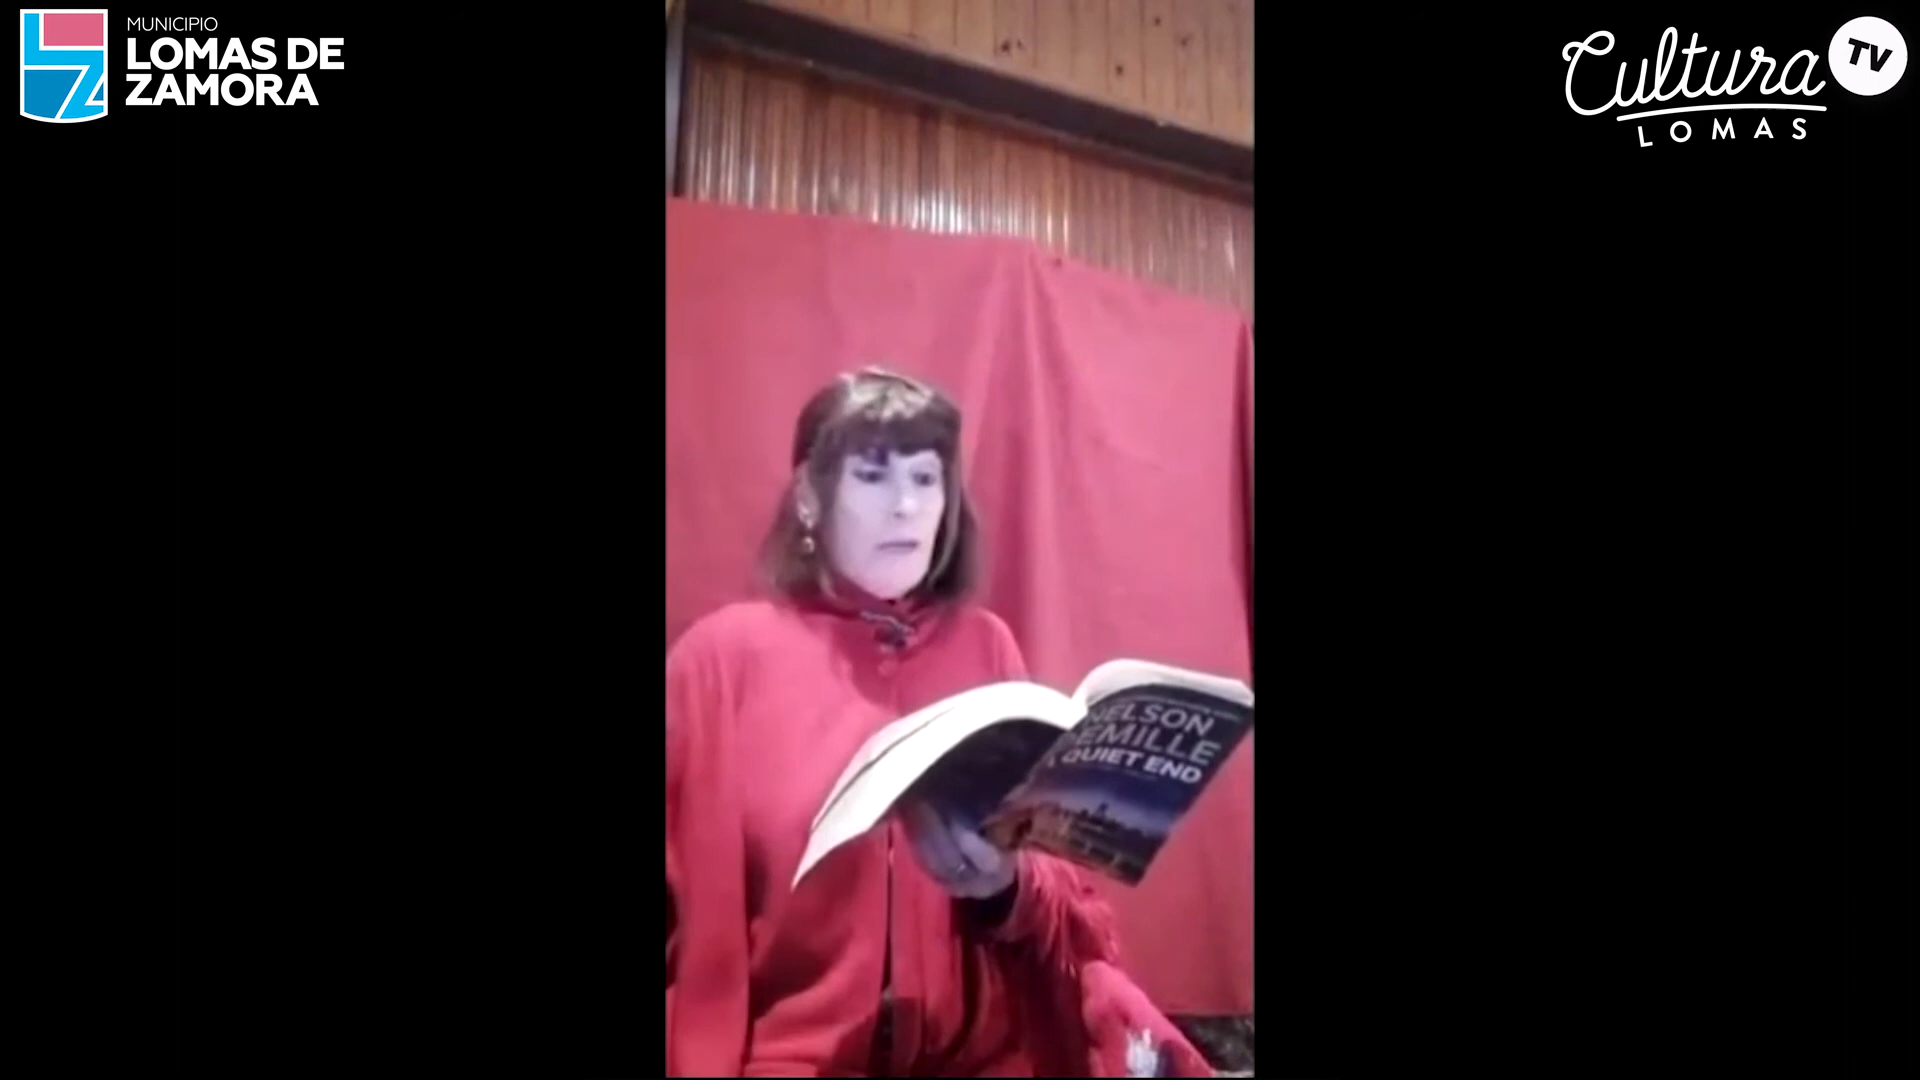 MUNICIPIO
LOMAS DE
ZAMORA
Cultura TV
LOMAS
NELSON
DEMILLE
A QUIET END